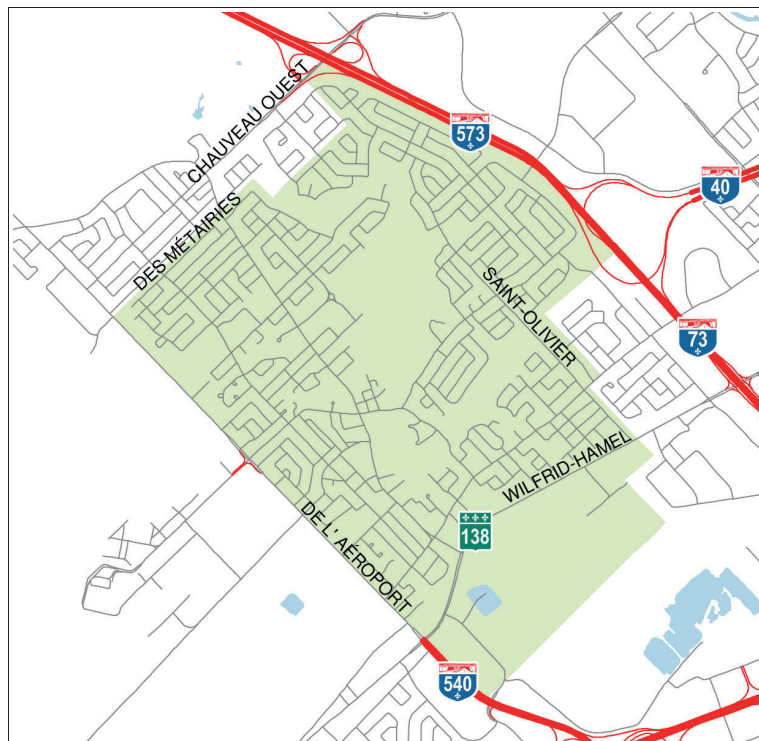 CHAUVEAU OUEST
573
40
DES MÉTAIRIES
SAINT-OLIVIER
73
WILFRID-HAMEL
138
DE L' AÉROPORT
540